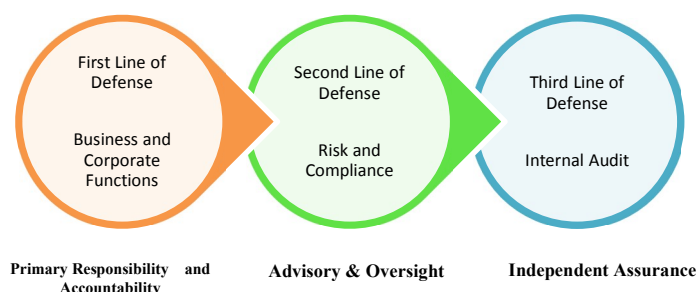 First Line of
Defense
Business and
Corporate
Functions
Second Line of
Defense
Risk and
Compliance
Third Line of
Defense
Internal Audit
Primary Responsibility and
Accountability
Advisory & Oversight
Independent Assurance